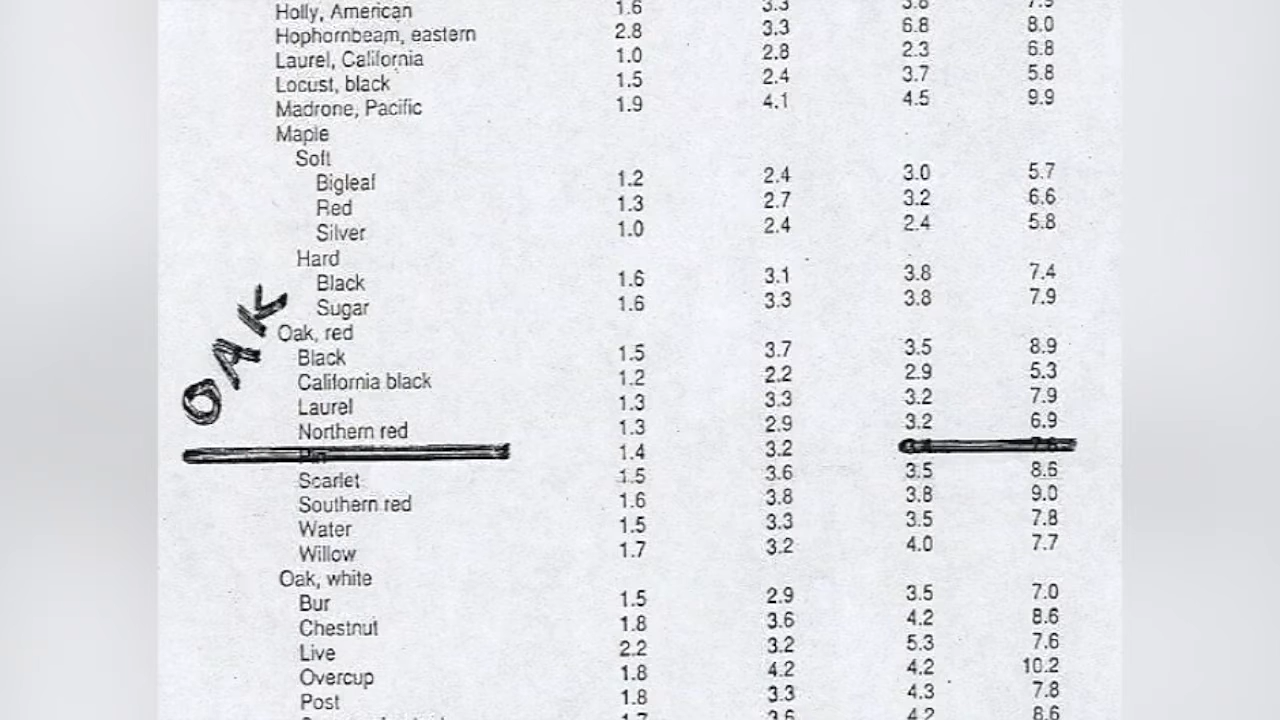 Holly, American 1.6 3.3 3.8 7.9
Hophornbeam, eastern 2.8 3.3 6.8 8.0
Laurel, California 1.0 2.8 2.3 6.8
Locust, black 1.5 2.4 3.7 5.8
Madrone, Pacific 1.9 4.1 4.5 9.9
Maple
Soft
Bigleaf 1.2 2.4 3.0 5.7
Red 1.3 2.7 3.2 6.6
Silver 1.0 2.4 2.4 5.8
Hard
Black 1.6 3.1 3.8 7.4
Sugar 1.6 3.3 3.8 7.9
OAK
Oak, red
Black 1.5 3.7 3.5 8.9
California black 1.2 2.2 2.9 5.3
Laurel 1.3 3.3 3.2 7.9
Northern red 1.3 2.9 3.2 6.9
1.4 3.2
Scarlet 1.5 3.6 3.5 8.6
Southern red 1.6 3.8 3.8 9.0
Water 1.5 3.3 3.5 7.8
Willow 1.7 3.2 4.0 7.7
Oak, white
Bur 1.5 2.9 3.5 7.0
Chestnut 1.8 3.6 4.2 8.6
Live 2.2 3.2 5.3 7.6
Overcup 1.8 4.2 4.2 10.2
Post 1.8 3.3 4.3 7.8
1.7 3.6 4.2 8.6